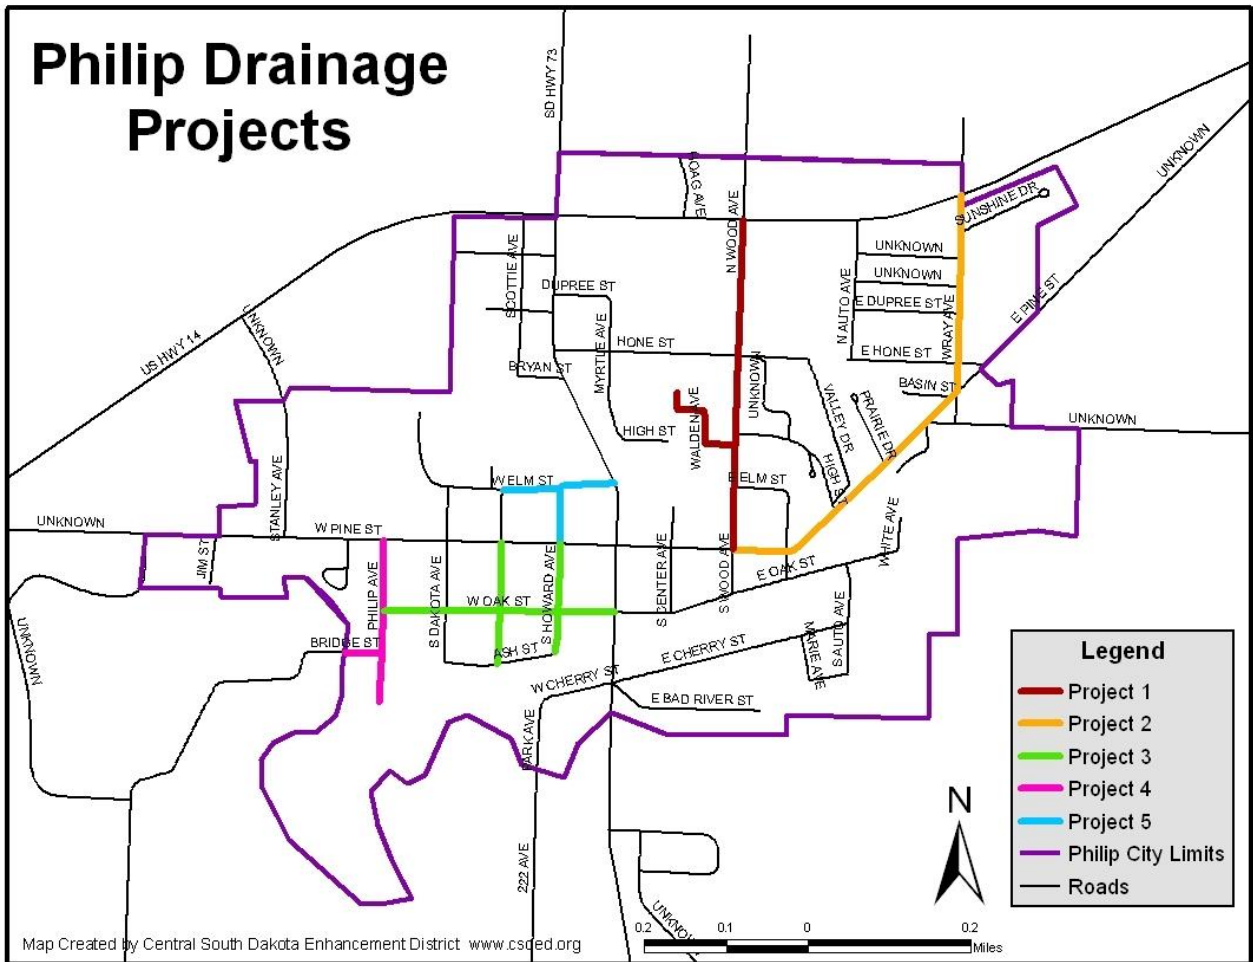 Philip Drainage
Projects
SD HWY 73
HOAG AVE
N WOOD AVE
UNKNOWN
SUNSHINE DR
SCOTTIE AVE
UNKNOWN
UNKNOWN
DUPREE ST
N AUTO AVE
E DUPREE ST
E PINE ST
WRAY AVE
UNKNOWN
US HWY 14
MYRTLE AVE
HONE ST
E HONE ST
BRYAN ST
UNKNOWN
BASIN ST
VALLEY DR
PRAIRIE DR
UNKNOWN
WALDEN AVE
HIGH ST
HIGH ST
W ELM ST
E ELM ST
STANLEY AVE
UNKNOWN
W PINE ST
WHITE AVE
JIM ST
PHILIP AVE
S DAKOTA AVE
S HOWARD AVE
S CENTER AVE
S WOOD AVE
E OAK ST
W OAK ST
UNKNOWN
BRIDGE ST
ASH ST
E CHERRY ST
MARIE AVE
S AUTO AVE
W CHERRY ST
E BAD RIVER ST
PARK AVE
222 AVE
UNKNOWN
Legend
Project 1
Project 2
Project 3
Project 4
Project 5
Philip City Limits
Roads
N
0.2 0.1 0 0.2
Miles
Map Created by Central South Dakota Enhancement District www.csded.org